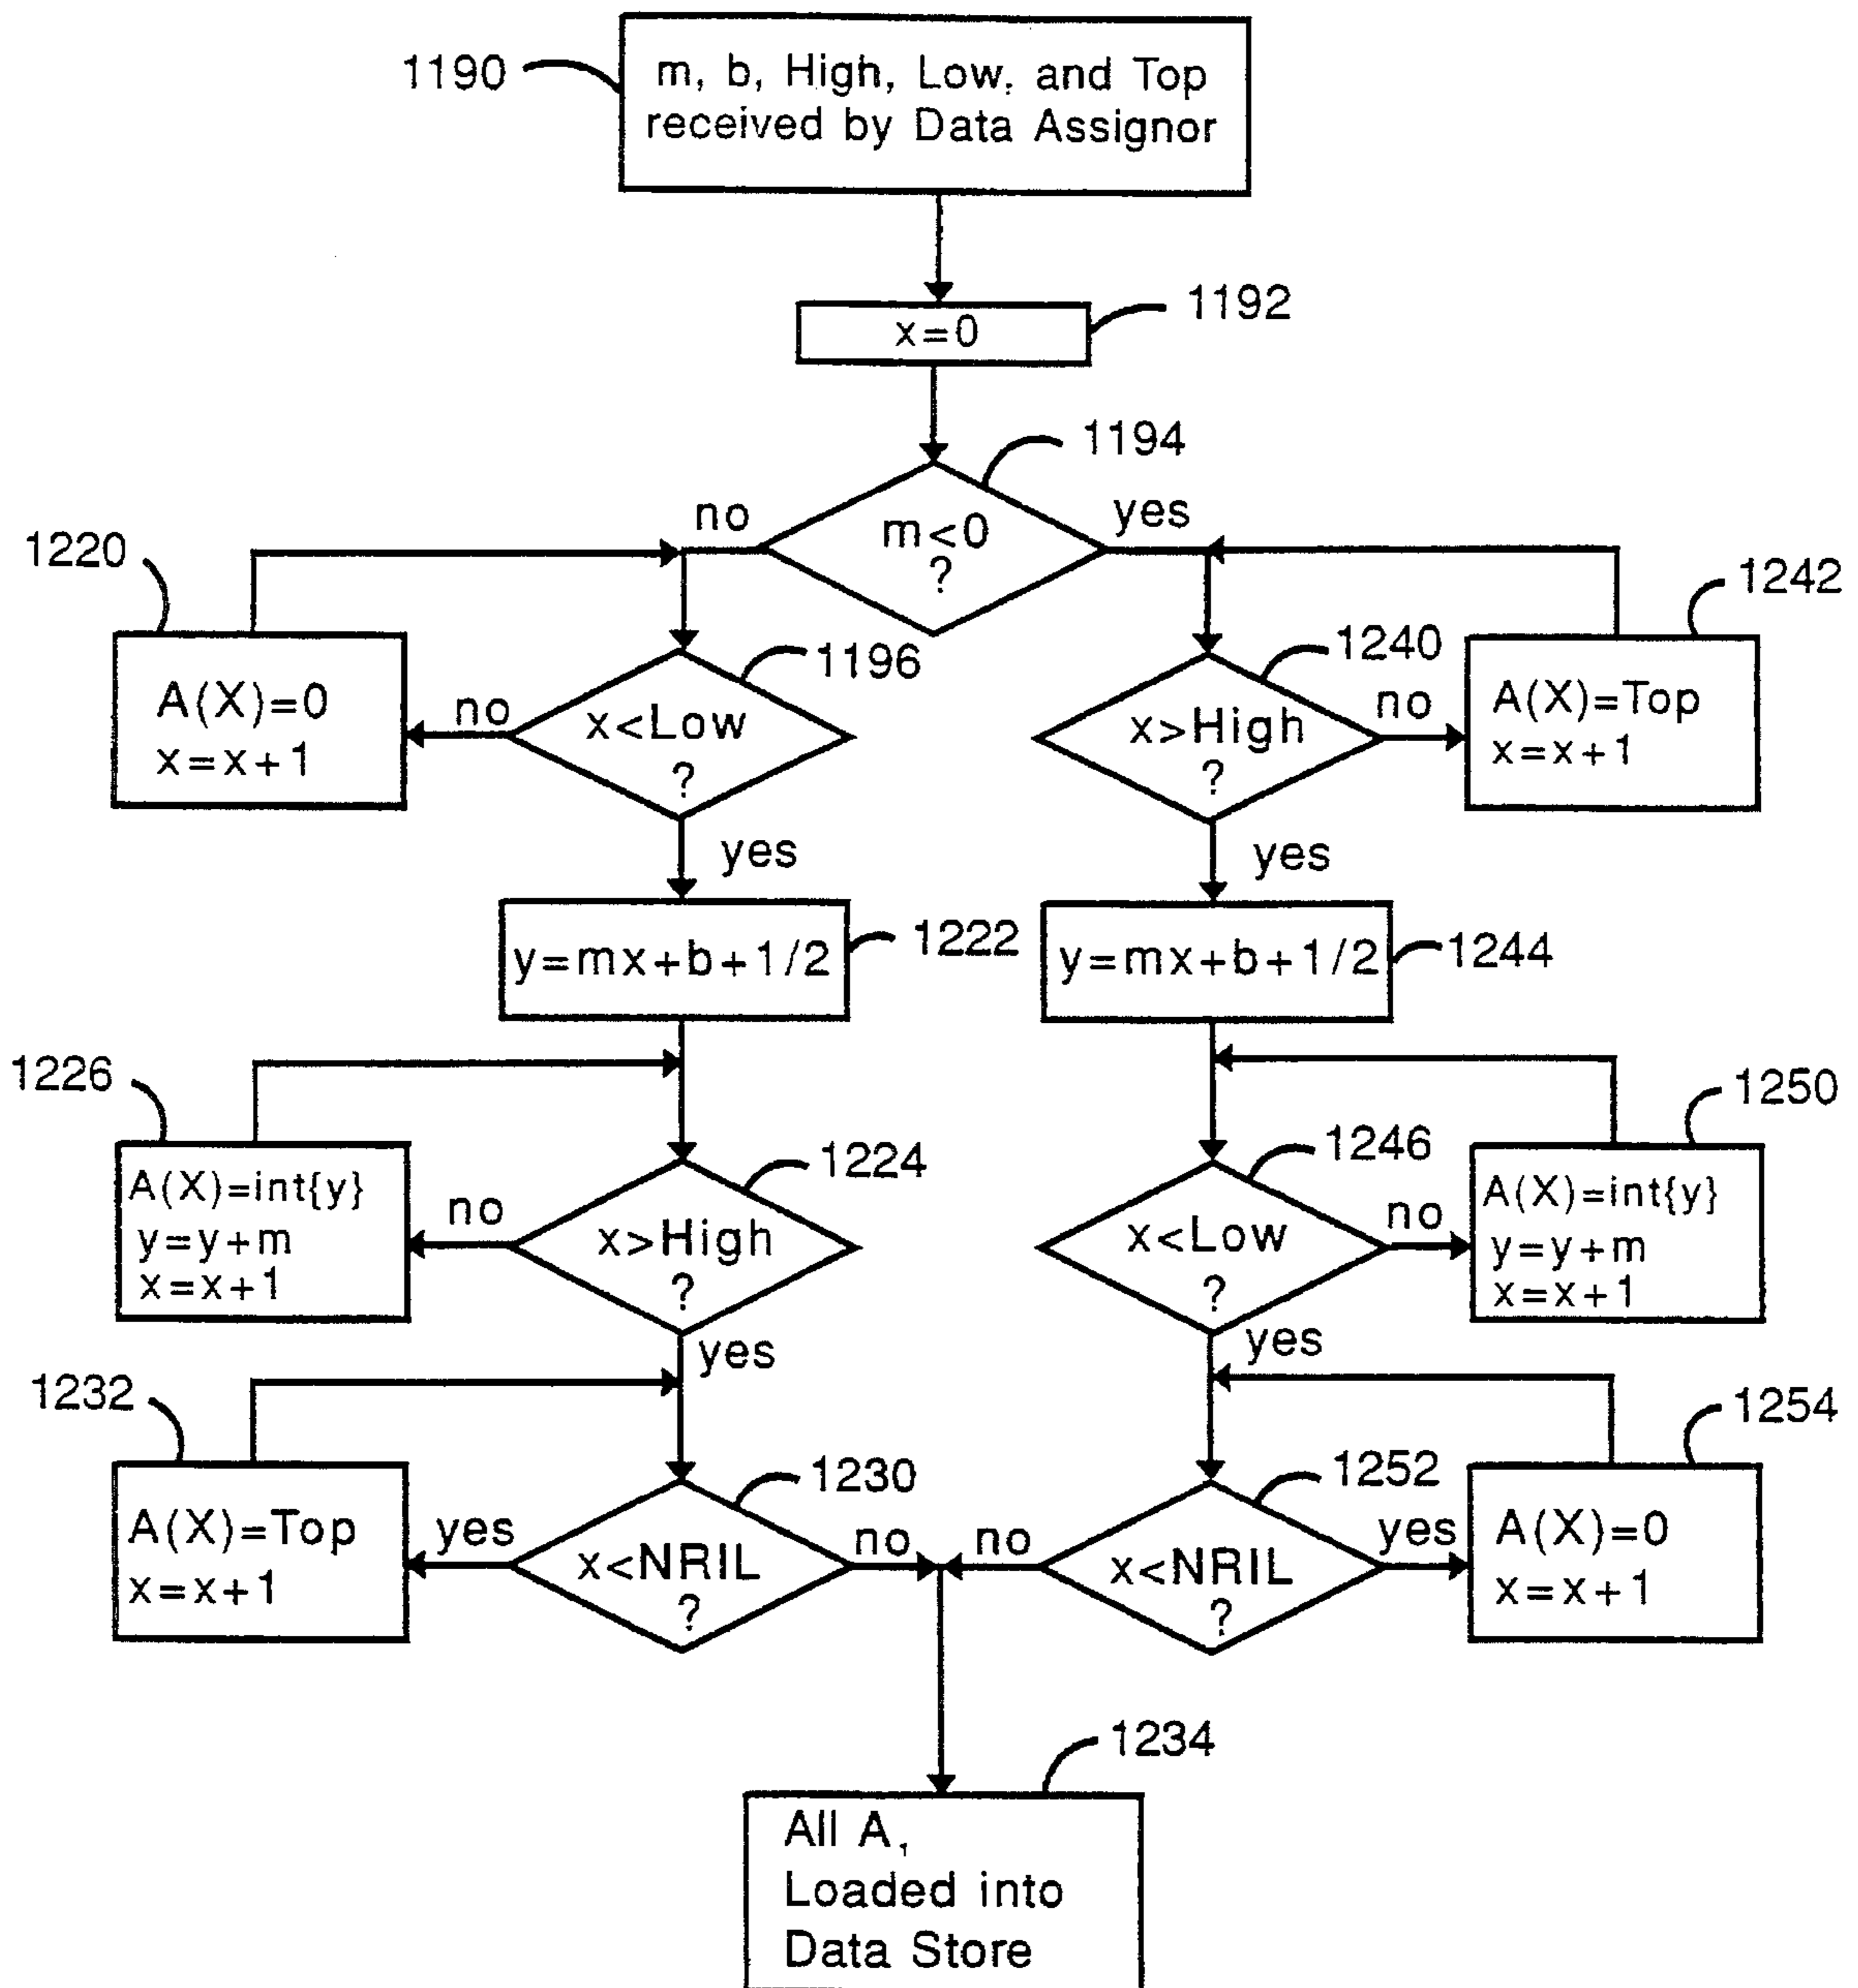 1190
m, b, High, Low, and Top
received by Data Assignor
1192
x=0
1194
no
m<0
?
yes
1220
1242
1196
1240
A(X)=0
x=x+1
no
x<Low
?
x>High
?
no
A(X)=Top
x=x+1
yes
yes
y=mx+b+1/2
1222
y=mx+b+1/2
1244
1226
1250
1224
1246
A(X)=int{y}
y=y+m
x=x+1
no
x>High
?
x<Low
?
no
A(X)=int{y}
y=y+m
x=x+1
yes
yes
1232
1254
1230
1252
A(X)=Top
x=x+1
yes
x<NRIL
?
no
no
x<NRIL
?
yes
A(X)=0
x=x+1
1234
All A,
Loaded into
Data Store